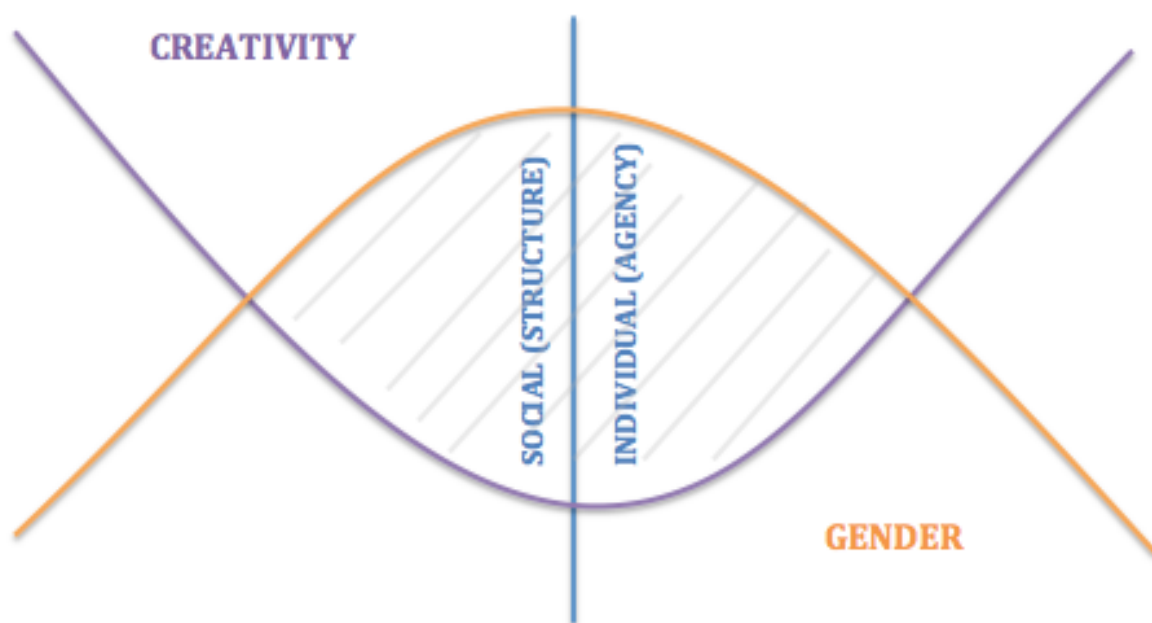 CREATIVITY
SOCIAL (STRUCTURE)
INDIVIDUAL (AGENCY)
GENDER